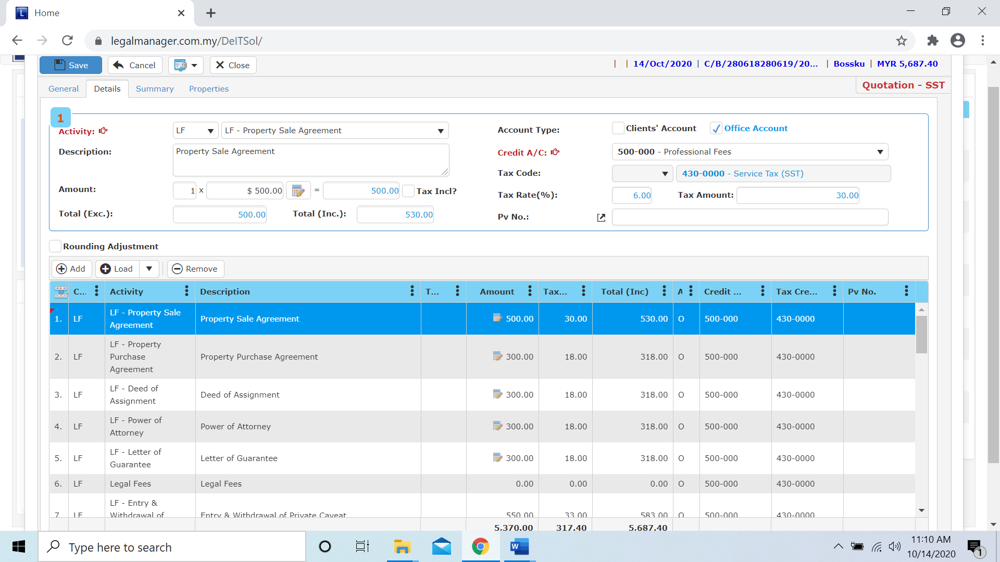 L Home
legalmanager.com.my/DelTSol/
Save Cancel Close
| | 14/Oct/2020 | C/B/280618280619/20... | Bossku | MYR 5,687.40
General Details Summary Properties
Quotation - SST
1
Activity: LF LF - Property Sale Agreement
Account Type: Clients' Account Office Account
Description: Property Sale Agreement
Credit A/C: 500-000 - Professional Fees
Tax Code: 430-0000 - Service Tax (SST)
Amount: 1 x $ 500.00 = 500.00 Tax Incl?
Tax Rate(%): 6.00 Tax Amount: 30.00
Total (Exc.): 500.00 Total (Inc.): 530.00
Pv No.:
Rounding Adjustment
Add Load Remove
C... Activity Description T... Amount Tax... Total (Inc) A Credit ... Tax Cre... Pv No.
1. LF LF - Property Sale Agreement Property Sale Agreement 500.00 30.00 530.00 O 500-000 430-0000
2. LF LF - Property Purchase Agreement Property Purchase Agreement 300.00 18.00 318.00 O 500-000 430-0000
3. LF LF - Deed of Assignment Deed of Assignment 300.00 18.00 318.00 O 500-000 430-0000
4. LF LF - Power of Attorney Power of Attorney 300.00 18.00 318.00 O 500-000 430-0000
5. LF LF - Letter of Guarantee Letter of Guarantee 300.00 18.00 318.00 O 500-000 430-0000
6. LF Legal Fees Legal Fees 0.00 0.00 0.00 O 500-000 430-0000
7 LF LF - Entry & Withdrawal of Entry & Withdrawal of Private Caveat 550.00 33.00 583.00 O 500-000 430-0000
5,370.00 317.40 5,687.40
Type here to search
W
11:10 AM
10/14/2020
1